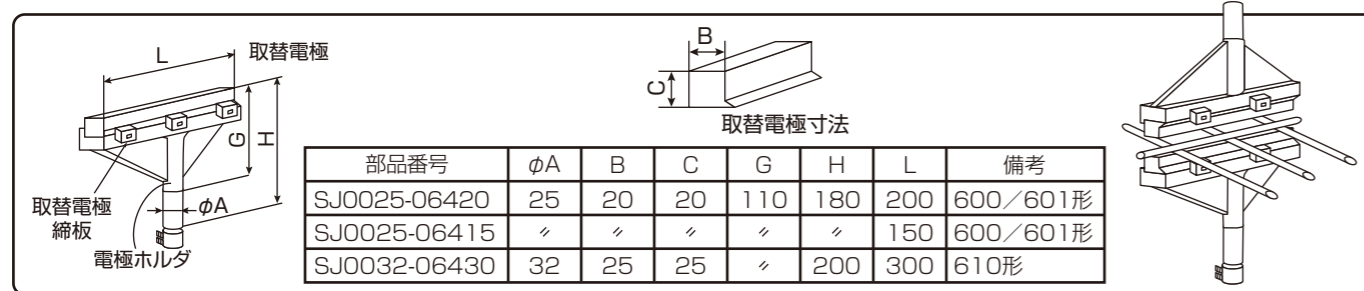 L
取替電極
G
H
取替電極
締板
φA
電極ホルダ
B
C
取替電極寸法
部品番号 φA B C G H L 備考
SJ0025-06420 25 20 20 110 180 200 600／601形
SJ0025-06415 〃 〃 〃 〃 〃 150 600／601形
SJ0032-06430 32 25 25 〃 200 300 610形